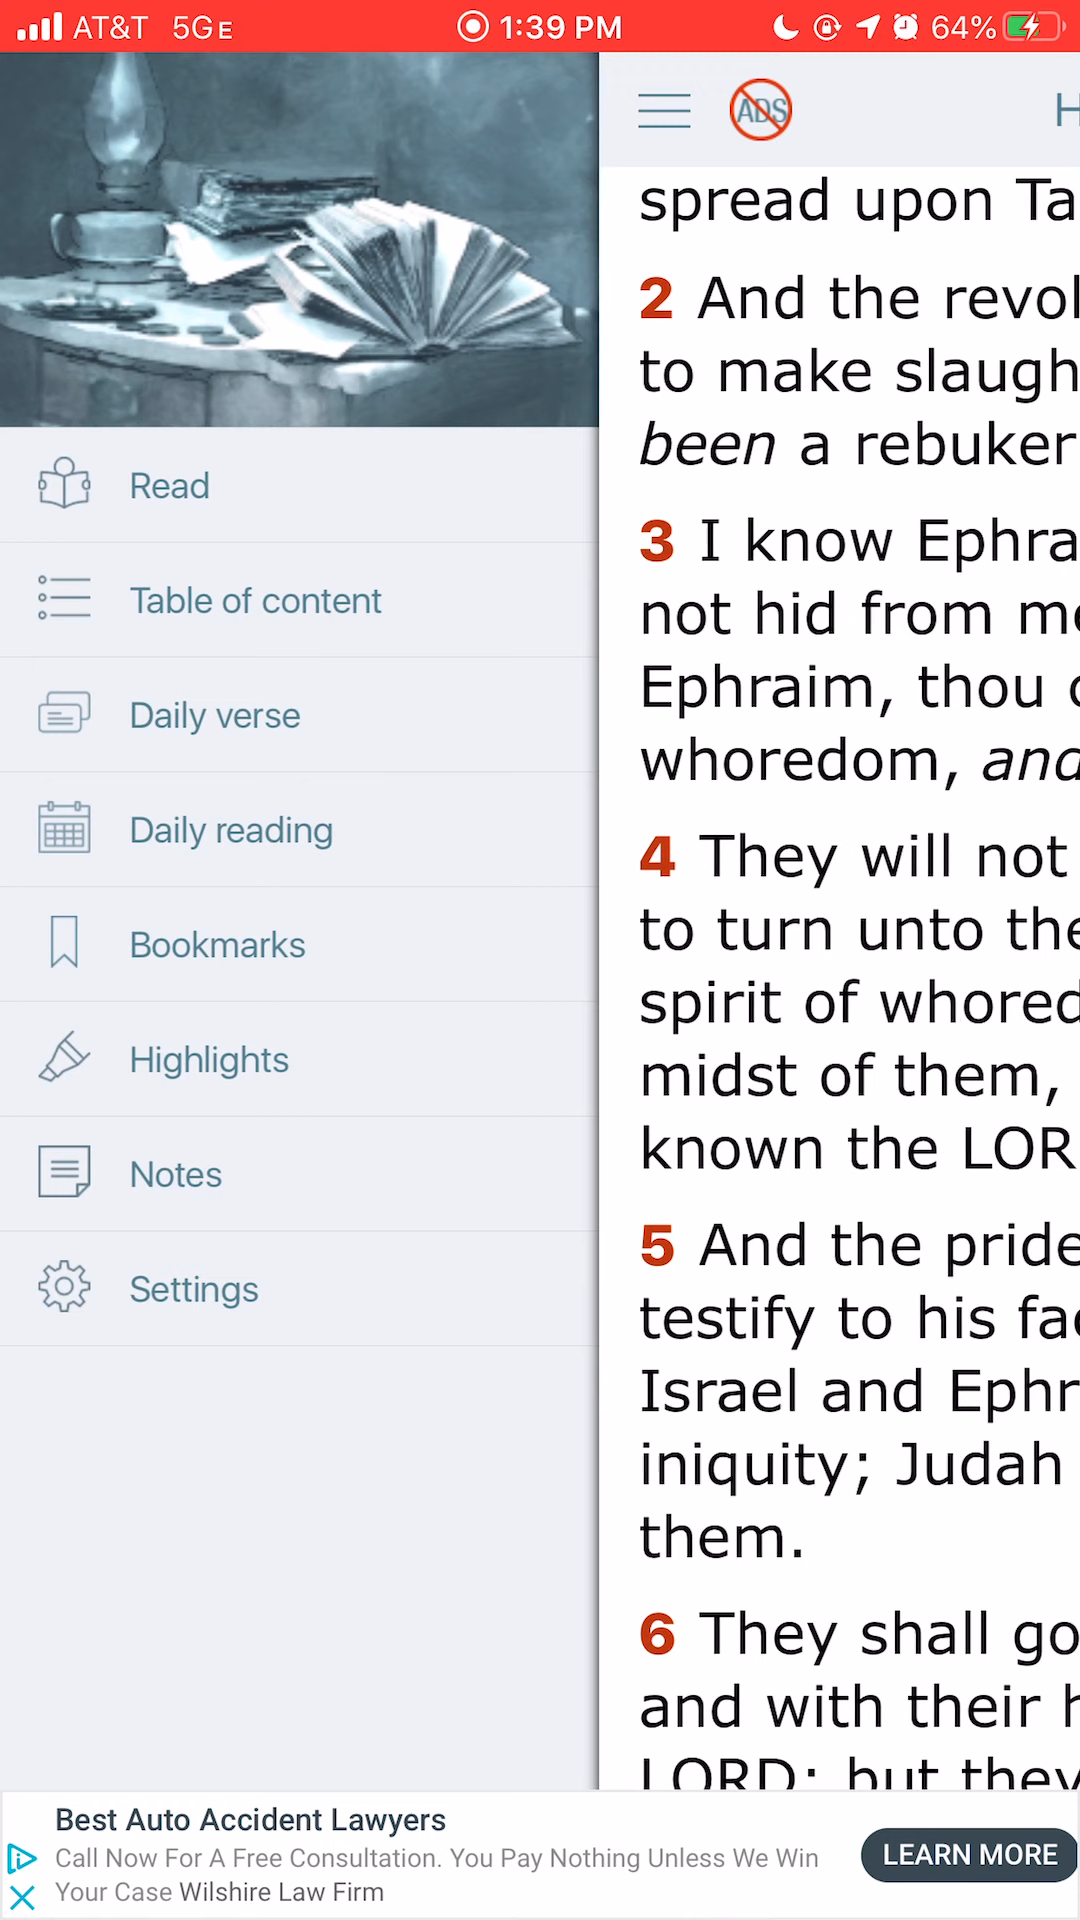 AT&T 5GE 1:39 PM 64%
ADS H
spread upon Ta
2 And the revol
to make slaugh
been a rebuker
3 I know Ephra
not hid from me
Ephraim, thou c
whoredom, and
4 They will not
to turn unto the
spirit of whored
midst of them,
known the LOR
5 And the pride
testify to his fac
Israel and Ephr
iniquity; Judah
them.
6 They shall go
and with their h
LORD; but they
Read
Table of content
Daily verse
Daily reading
Bookmarks
Highlights
Notes
Settings
Best Auto Accident Lawyers
Call Now For A Free Consultation. You Pay Nothing Unless We Win
Your Case Wilshire Law Firm
LEARN MORE